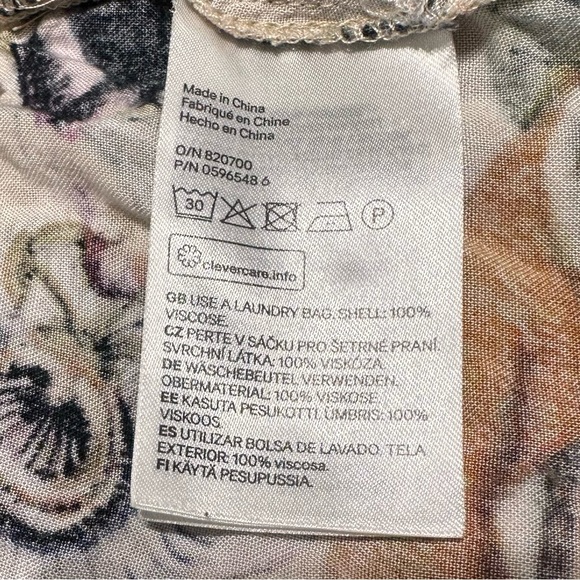 Made in China
Fabriqué en Chine
Hecho en China
O/N 820700
P/N 0596548 6
30
P
clevercare.info
GB USE A LAUNDRY BAG. SHELL: 100%
VISCOSE.
CZ PERTE V SÁČKU PRO ŠETRNÉ PRANÍ.
SVRCHNÍ LÁTKA: 100% VISKÓZA.
DE WÄSCHEBEUTEL VERWENDEN.
OBERMATERIAL: 100% VISKOSE.
EE KASUTA PESUKOTTI. ÜMBRIS: 100%
VISKOOS.
ES UTILIZAR BOLSA DE LAVADO. TELA
EXTERIOR: 100% viscosa.
FI KÄYTÄ PESUPUSSIA.